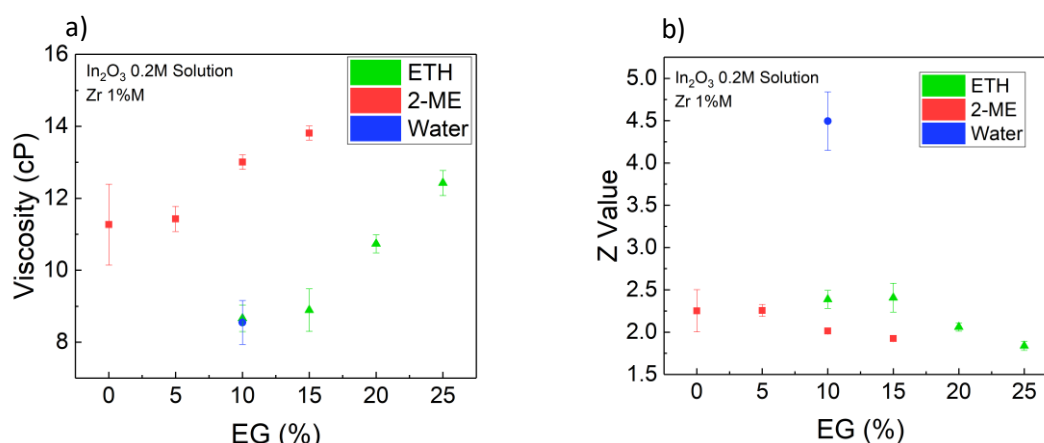 a)
In₂O₃ 0.2M Solution
Zr 1%M
ETH
2-ME
Water
Viscosity (cP)
16
14
12
10
8
0 5 10 15 20 25
EG (%)
b)
In₂O₃ 0.2M Solution
Zr 1%M
ETH
2-ME
Water
Z Value
5.0
4.5
4.0
3.5
3.0
2.5
2.0
1.5
0 5 10 15 20 25
EG (%)